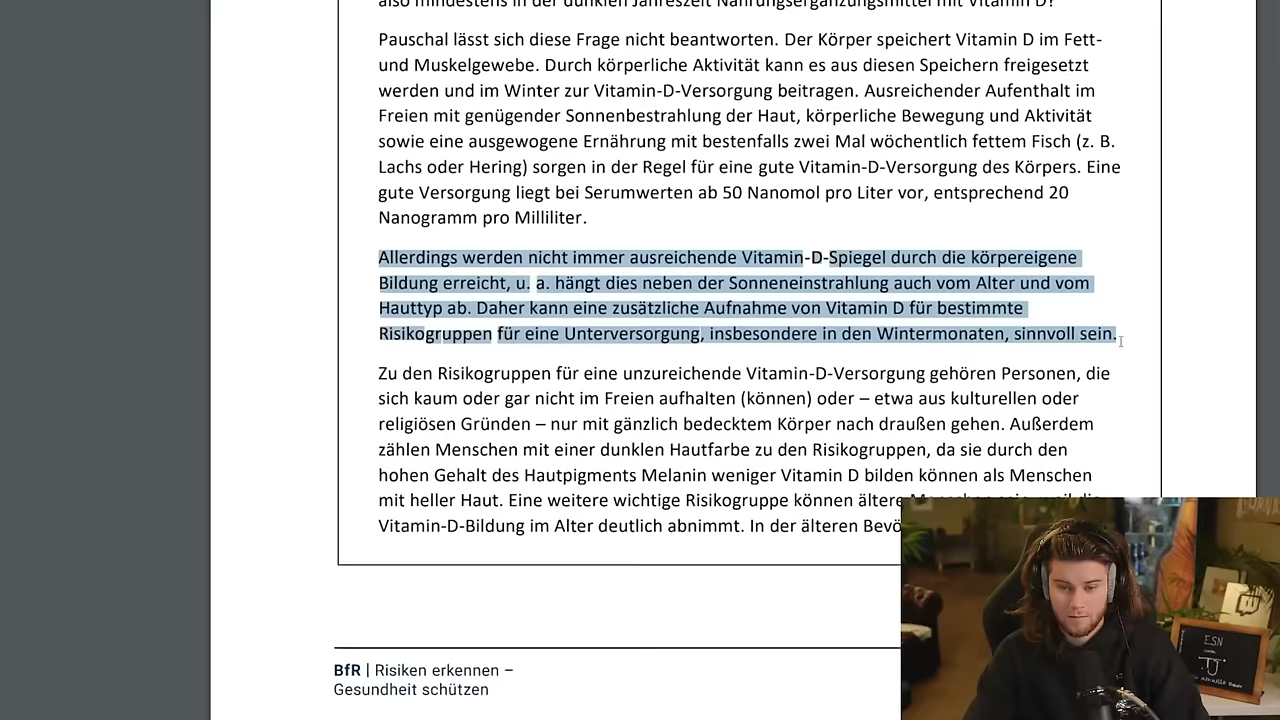 also mindestens in der dunklen Jahreszeit Nahrungsergänzungsmittel mit Vitamin D?
Pauschal lässt sich diese Frage nicht beantworten. Der Körper speichert Vitamin D im Fett-
und Muskelgewebe. Durch körperliche Aktivität kann es aus diesen Speichern freigesetzt
werden und im Winter zur Vitamin-D-Versorgung beitragen. Ausreichender Aufenthalt im
Freien mit genügender Sonnenbestrahlung der Haut, körperliche Bewegung und Aktivität
sowie eine ausgewogene Ernährung mit bestenfalls zwei Mal wöchentlich fettem Fisch (z. B.
Lachs oder Hering) sorgen in der Regel für eine gute Vitamin-D-Versorgung des Körpers. Eine
gute Versorgung liegt bei Serumwerten ab 50 Nanomol pro Liter vor, entsprechend 20
Nanogramm pro Milliliter.
Allerdings werden nicht immer ausreichende Vitamin-D-Spiegel durch die körpereigene
Bildung erreicht, u. a. hängt dies neben der Sonneneinstrahlung auch vom Alter und vom
Hauttyp ab. Daher kann eine zusätzliche Aufnahme von Vitamin D für bestimmte
Risikogruppen für eine Unterversorgung, insbesondere in den Wintermonaten, sinnvoll sein.
Zu den Risikogruppen für eine unzureichende Vitamin-D-Versorgung gehören Personen, die
sich kaum oder gar nicht im Freien aufhalten (können) oder – etwa aus kulturellen oder
religiösen Gründen – nur mit gänzlich bedecktem Körper nach draußen gehen. Außerdem
zählen Menschen mit einer dunklen Hautfarbe zu den Risikogruppen, da sie durch den
hohen Gehalt des Hautpigments Melanin weniger Vitamin D bilden können als Menschen
mit heller Haut. Eine weitere wichtige Risikogruppe können ältere
Vitamin-D-Bildung im Alter deutlich abnimmt. In der älteren
BfR | Risiken erkennen –
Gesundheit schützen
ESN